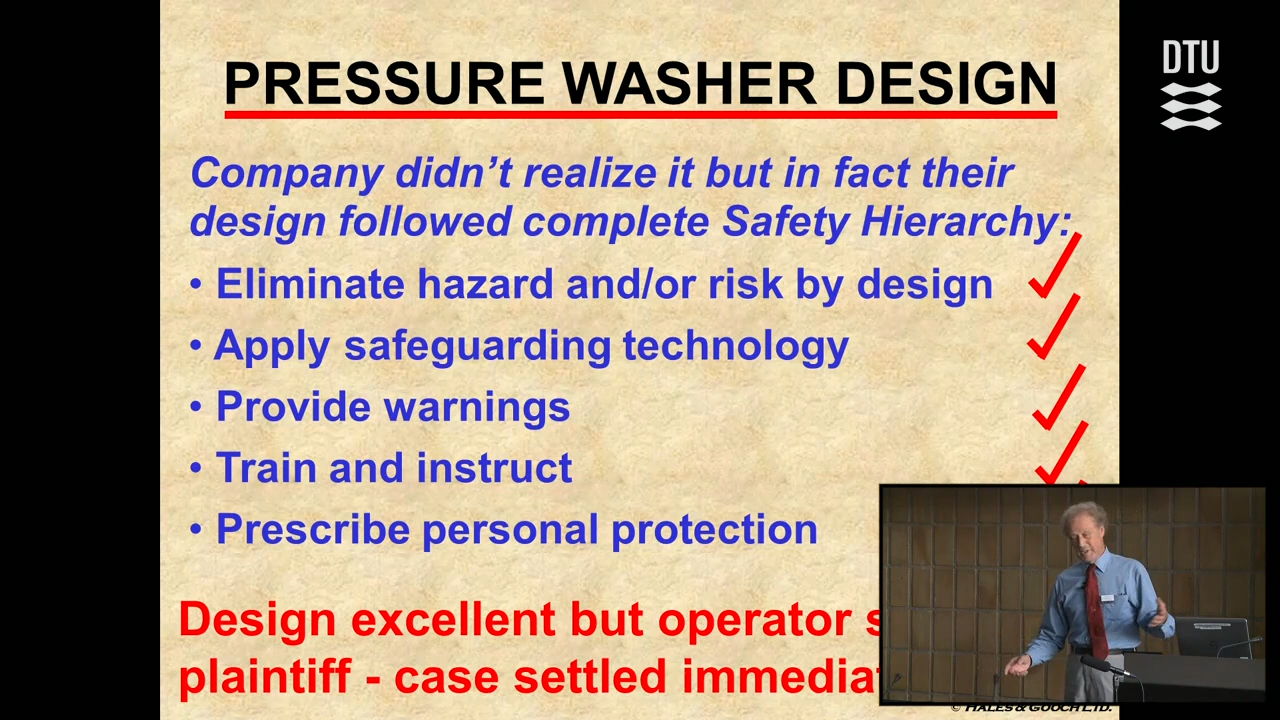 PRESSURE WASHER DESIGN
DTU
Company didn’t realize it but in fact their
design followed complete Safety Hierarchy:
• Eliminate hazard and/or risk by design
• Apply safeguarding technology
• Provide warnings
• Train and instruct
• Prescribe personal protection
Design excellent but operator
plaintiff - case settled
© HALES & GOOCH LTD.